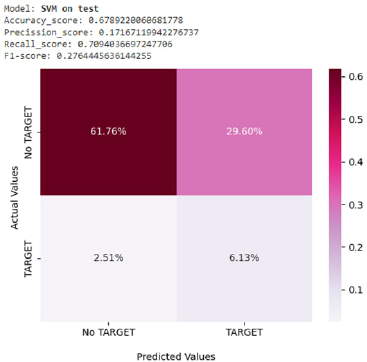 Model: SVM on test
Accuracy_score: 0.6789220060681778
Precission_score: 0.17167119942276737
Recall_score: 0.7094036697247706
F1-score: 0.2764445636144255
61.76%
29.60%
2.51%
6.13%
No TARGET
TARGET
Actual Values
No TARGET
TARGET
Predicted Values
0.6
0.5
0.4
0.3
0.2
0.1